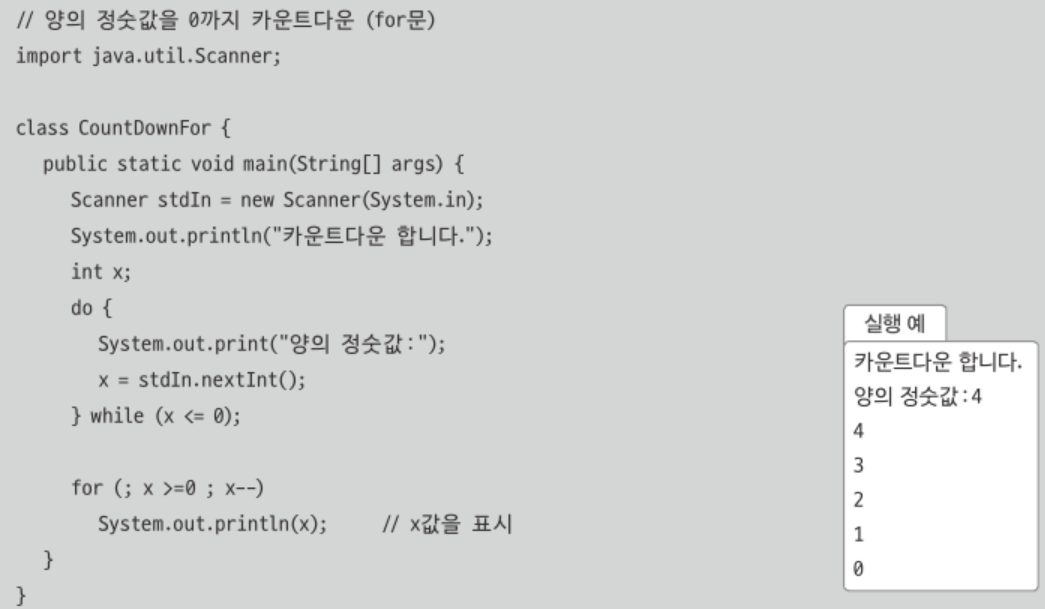 // 양의 정숫값을 0까지 카운트다운 (for문)
import java.util.Scanner;

class CountDownFor {
   public static void main(String[] args) {
      Scanner stdIn = new Scanner(System.in);
      System.out.println("카운트다운 합니다.");
      int x;
      do {
         System.out.print("양의 정숫값:");
         x = stdIn.nextInt();
      } while (x <= 0);

      for (; x >=0 ; x--)
         System.out.println(x);     // x값을 표시
   }
}
실행 예
카운트다운 합니다.
양의 정숫값:4
4
3
2
1
0